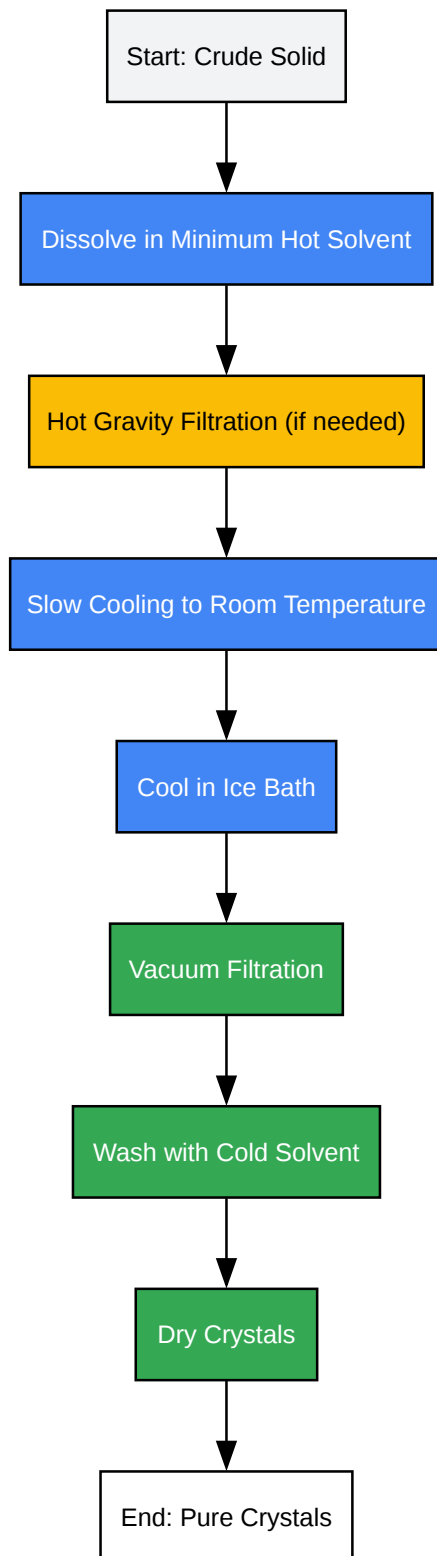 Start: Crude Solid
Dissolve in Minimum Hot Solvent
Hot Gravity Filtration (if needed)
Slow Cooling to Room Temperature
Cool in Ice Bath
Vacuum Filtration
Wash with Cold Solvent
Dry Crystals
End: Pure Crystals